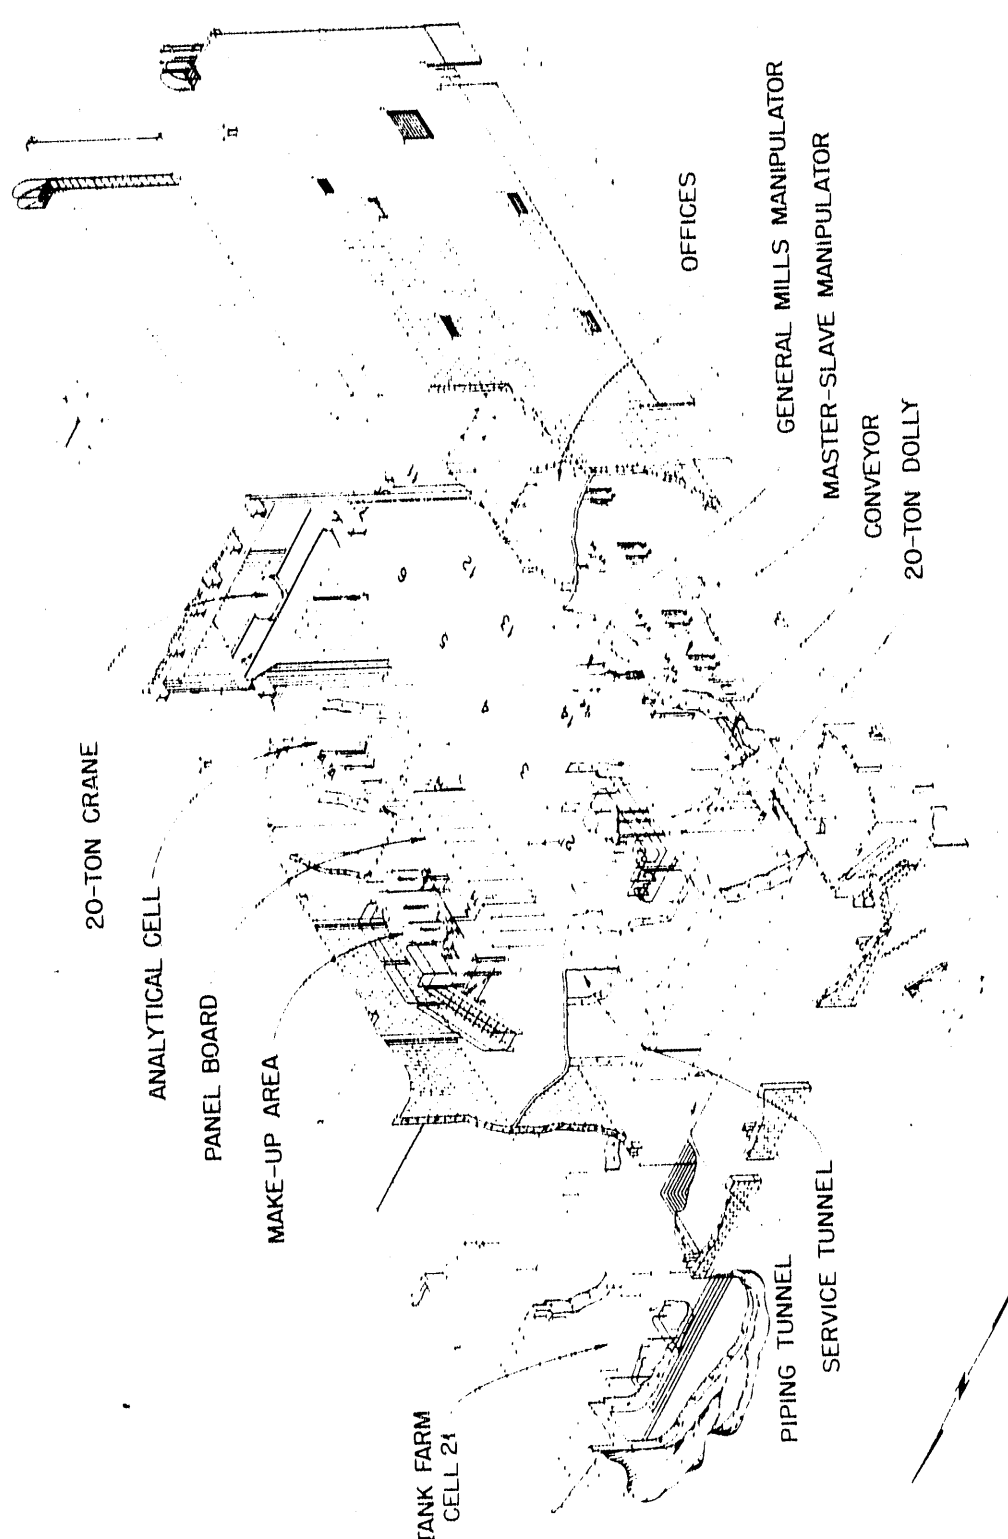 20-TON CRANE
ANALYTICAL CELL
PANEL BOARD
MAKE-UP AREA
TANK FARM
CELL 21
PIPING TUNNEL
SERVICE TUNNEL
OFFICES
GENERAL MILLS MANIPULATOR
MASTER-SLAVE MANIPULATOR
CONVEYOR
20-TON DOLLY